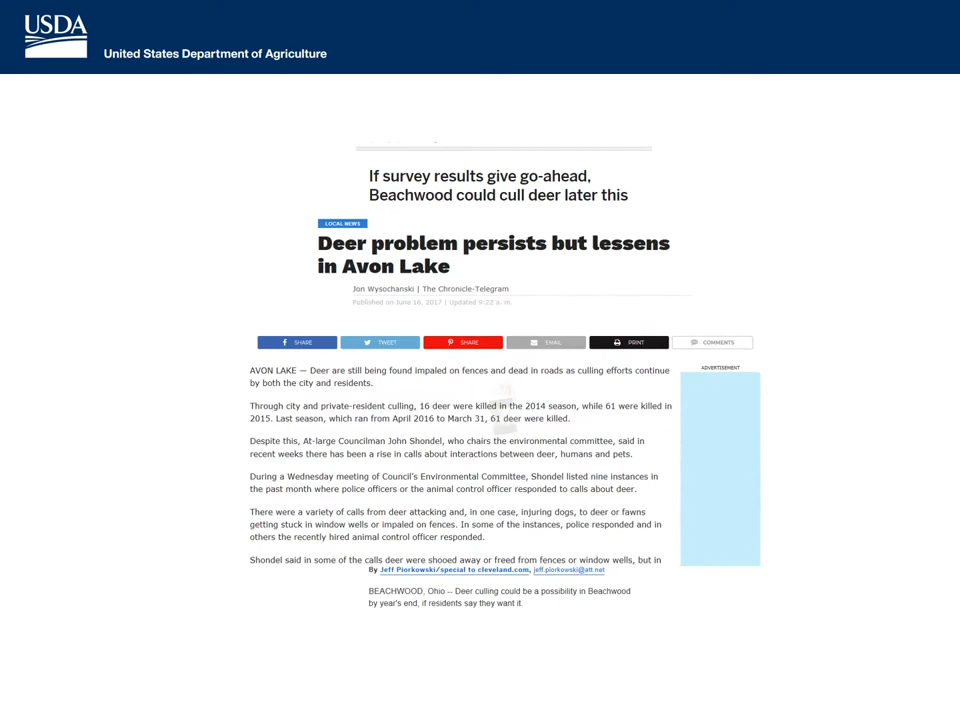 USDA
United States Department of Agriculture
If survey results give go-ahead,
Beachwood could cull deer later this
LOCAL NEWS
Deer problem persists but lessens
in Avon Lake
Jon Wysochanski | The Chronicle-Telegram
Published on June 16, 2017 | Updated 9:22 a. m.
SHARE TWEET SHARE EMAIL PRINT COMMENTS
ADVERTISEMENT
AVON LAKE — Deer are still being found impaled on fences and dead in roads as culling efforts continue
by both the city and residents.
Through city and private-resident culling, 16 deer were killed in the 2014 season, while 61 were killed in
2015. Last season, which ran from April 2016 to March 31, 61 deer were killed.
Despite this, At-large Councilman John Shondel, who chairs the environmental committee, said in
recent weeks there has been a rise in calls about interactions between deer, humans and pets.
During a Wednesday meeting of Council's Environmental Committee, Shondel listed nine instances in
the past month where police officers or the animal control officer responded to calls about deer.
There were a variety of calls from deer attacking and, in one case, injuring dogs, to deer or fawns
getting stuck in window wells or impaled on fences. In some of the instances, police responded and in
others the recently hired animal control officer responded.
Shondel said in some of the calls deer were shooed away or freed from fences or window wells, but in
By Jeff Piorkowski/special to cleveland.com, jeff.piorkowski@att.net
BEACHWOOD, Ohio -- Deer culling could be a possibility in Beachwood
by year's end, if residents say they want it.